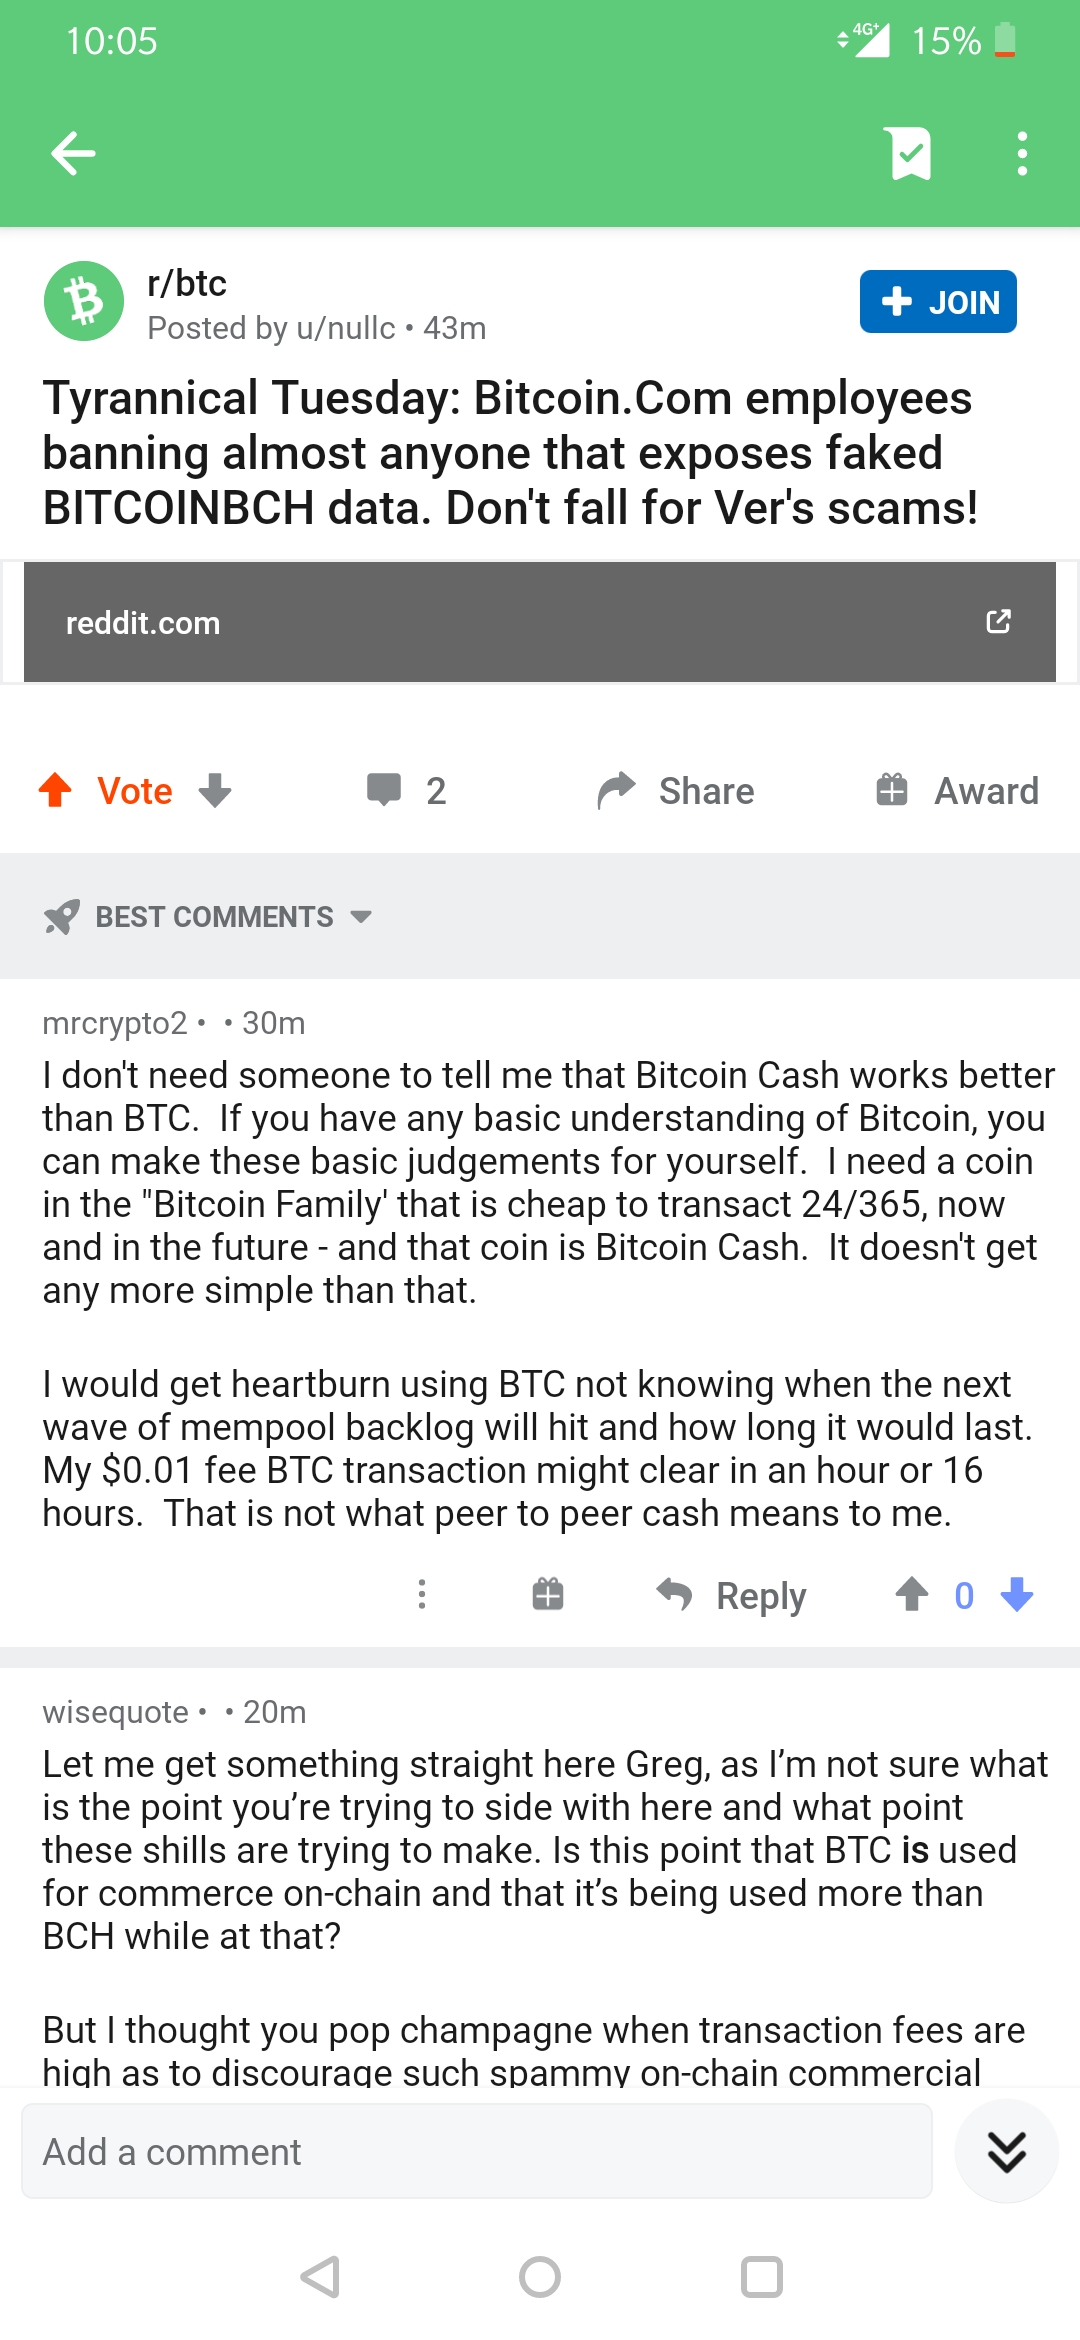 10:05
4G+ 15%
r/btc
Posted by u/nullc • 43m
JOIN
Tyrannical Tuesday: Bitcoin.Com employees
banning almost anyone that exposes faked
BITCOINBCH data. Don't fall for Ver's scams!
reddit.com
Vote 2 Share Award
BEST COMMENTS
mrcrypto2 • • 30m
I don't need someone to tell me that Bitcoin Cash works better
than BTC. If you have any basic understanding of Bitcoin, you
can make these basic judgements for yourself. I need a coin
in the "Bitcoin Family' that is cheap to transact 24/365, now
and in the future - and that coin is Bitcoin Cash. It doesn't get
any more simple than that.
I would get heartburn using BTC not knowing when the next
wave of mempool backlog will hit and how long it would last.
My $0.01 fee BTC transaction might clear in an hour or 16
hours. That is not what peer to peer cash means to me.
Reply 0
wisequote • • 20m
Let me get something straight here Greg, as I’m not sure what
is the point you’re trying to side with here and what point
these shills are trying to make. Is this point that BTC is used
for commerce on-chain and that it’s being used more than
BCH while at that?
But I thought you pop champagne when transaction fees are
high as to discourage such spammy on-chain commercial
Add a comment